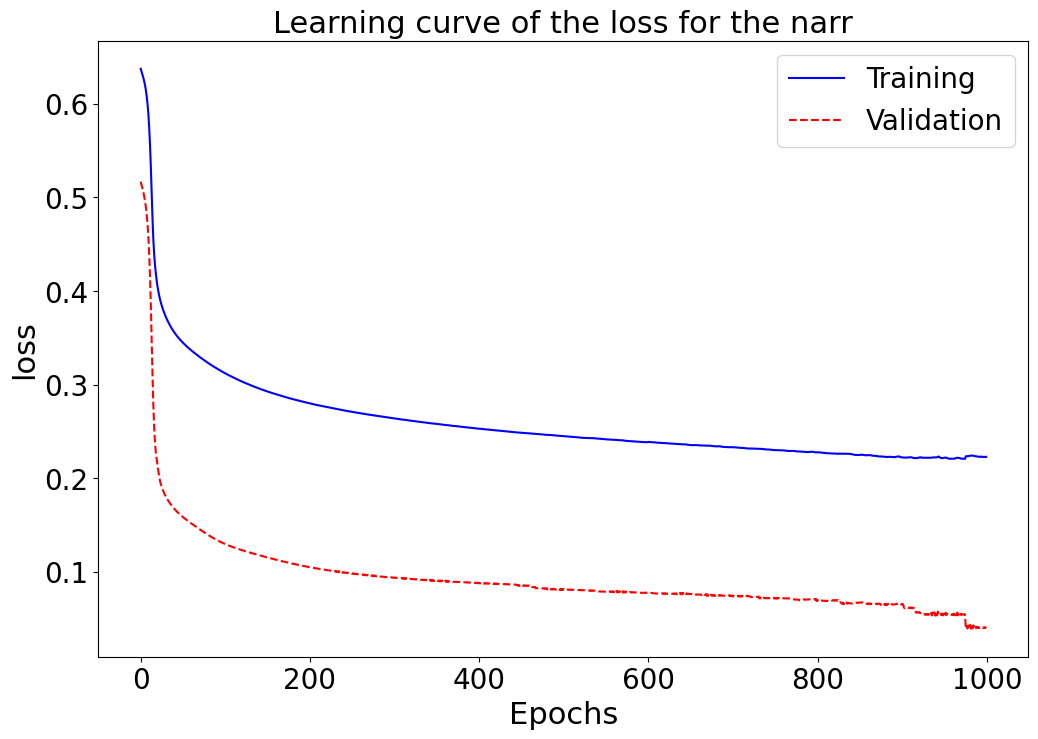 Learning curve of the loss for the narr
Training
Validation
loss
0.6
0.5
0.4
0.3
0.2
0.1
0 200 400 600 800 1000
Epochs